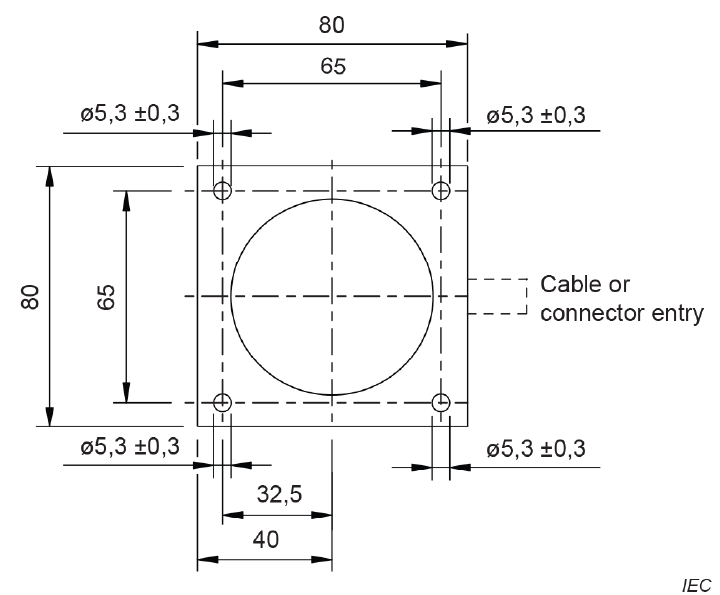 80
65
ø5,3 ±0,3
ø5,3 ±0,3
80
65
Cable or
connector entry
ø5,3 ±0,3
ø5,3 ±0,3
32,5
40
IEC